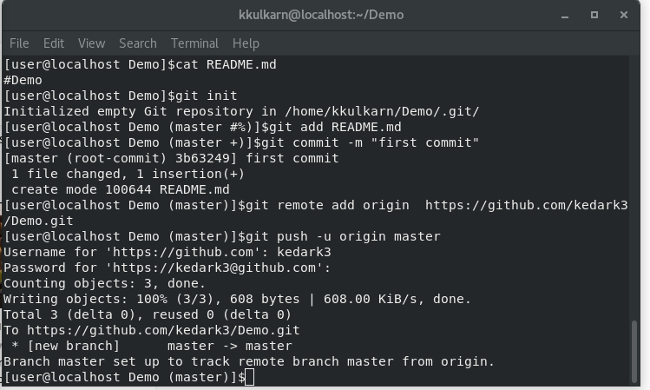 kkulkarn@localhost:~/Demo
File Edit View Search Terminal Help
[user@localhost Demo]$cat README.md
#Demo
[user@localhost Demo]$git init
Initialized empty Git repository in /home/kkulkarn/Demo/.git/
[user@localhost Demo (master #%)]$git add README.md
[user@localhost Demo (master +)]$git commit -m "first commit"
[master (root-commit) 3b63249] first commit
 1 file changed, 1 insertion(+)
 create mode 100644 README.md
[user@localhost Demo (master)]$git remote add origin  https://github.com/kedark3
/Demo.git
[user@localhost Demo (master)]$git push -u origin master
Username for 'https://github.com': kedark3
Password for 'https://kedark3@github.com':
Counting objects: 3, done.
Writing objects: 100% (3/3), 608 bytes | 608.00 KiB/s, done.
Total 3 (delta 0), reused 0 (delta 0)
To https://github.com/kedark3/Demo.git
 * [new branch]      master -> master
Branch master set up to track remote branch master from origin.
[user@localhost Demo (master)]$